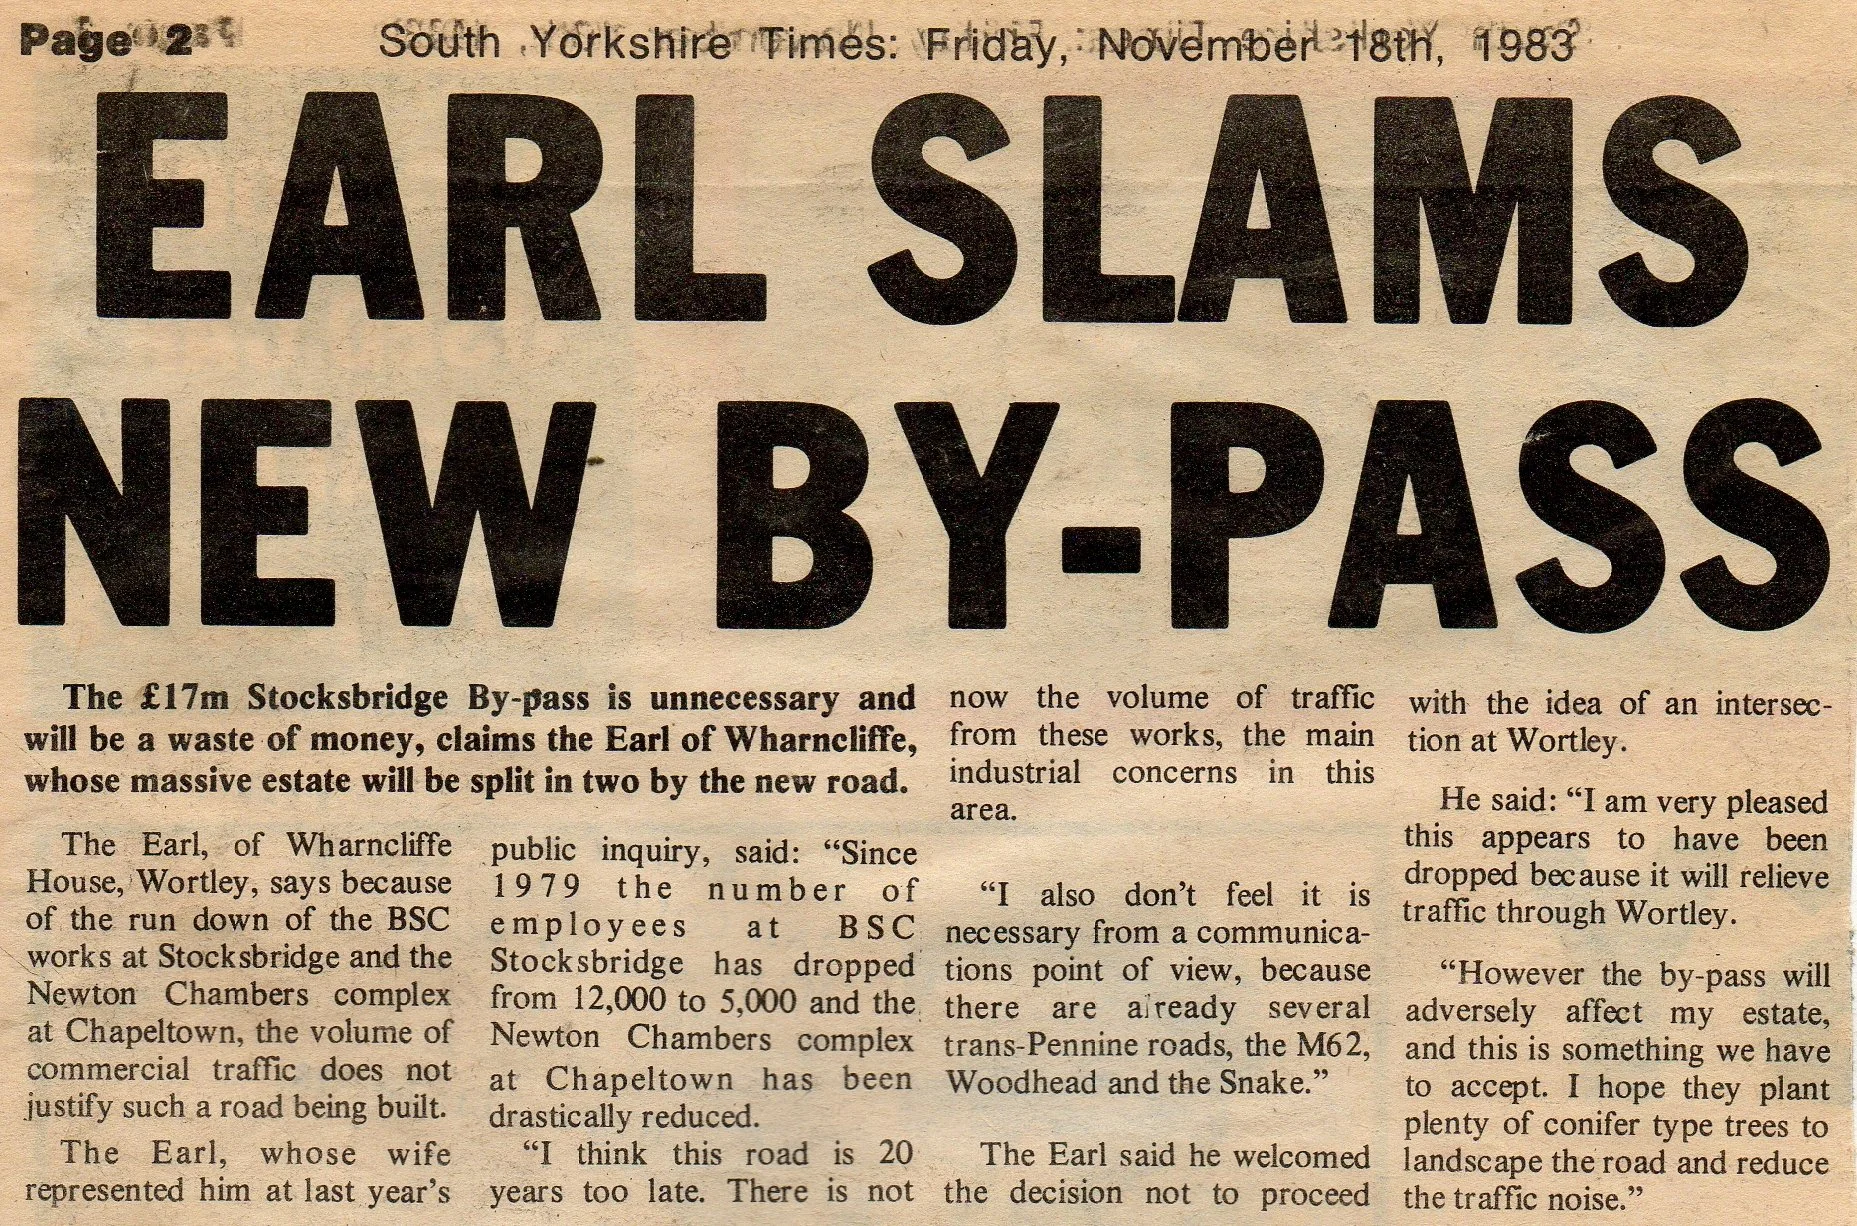 Page 2
South Yorkshire Times: Friday, November 18th, 1983
EARL SLAMS
NEW BY-PASS
The £17m Stocksbridge By-pass is unnecessary and
will be a waste of money, claims the Earl of Wharncliffe,
whose massive estate will be split in two by the new road.
The Earl, of Wharncliffe
House, Wortley, says because
of the run down of the BSC
works at Stocksbridge and the
Newton Chambers complex
at Chapeltown, the volume of
commercial traffic does not
justify such a road being built.
The Earl, whose wife
represented him at last year's
public inquiry, said: “Since
1979 the number of
employees at BSC
Stocksbridge has dropped
from 12,000 to 5,000 and the
Newton Chambers complex
at Chapeltown has been
drastically reduced.
“I think this road is 20
years too late. There is not
now the volume of traffic
from these works, the main
industrial concerns in this
area.
“I also don't feel it is
necessary from a communica-
tions point of view, because
there are already several
trans-Pennine roads, the M62,
Woodhead and the Snake.”
The Earl said he welcomed
the decision not to proceed
with the idea of an intersec-
tion at Wortley.
He said: “I am very pleased
this appears to have been
dropped because it will relieve
traffic through Wortley.
“However the by-pass will
adversely affect my estate,
and this is something we have
to accept. I hope they plant
plenty of conifer type trees to
landscape the road and reduce
the traffic noise.”